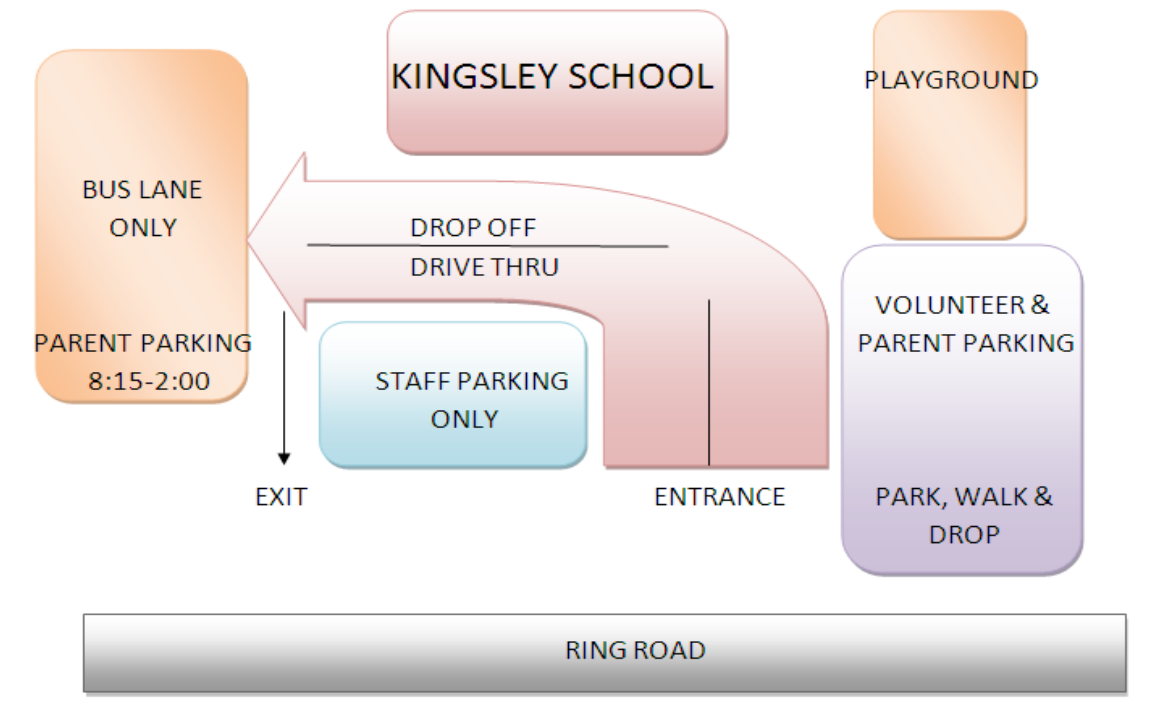 KINGSLEY SCHOOL
PLAYGROUND
BUS LANE
ONLY
PARENT PARKING
8:15-2:00
DROP OFF
DRIVE THRU
STAFF PARKING
ONLY
VOLUNTEER &
PARENT PARKING
PARK, WALK &
DROP
EXIT
ENTRANCE
RING ROAD